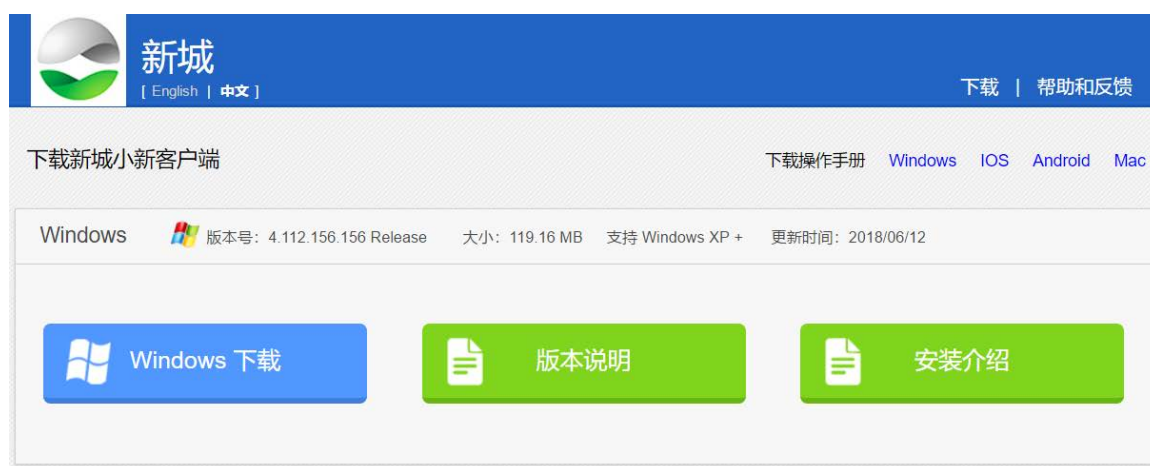 新城
[ English | 中文 ]
下载 | 帮助和反馈
下载新城小新客户端
下载操作手册 Windows IOS Android Mac
Windows 版本号：4.112.156.156 Release 大小：119.16 MB 支持 Windows XP + 更新时间：2018/06/12
Windows 下载 版本说明 安装介绍